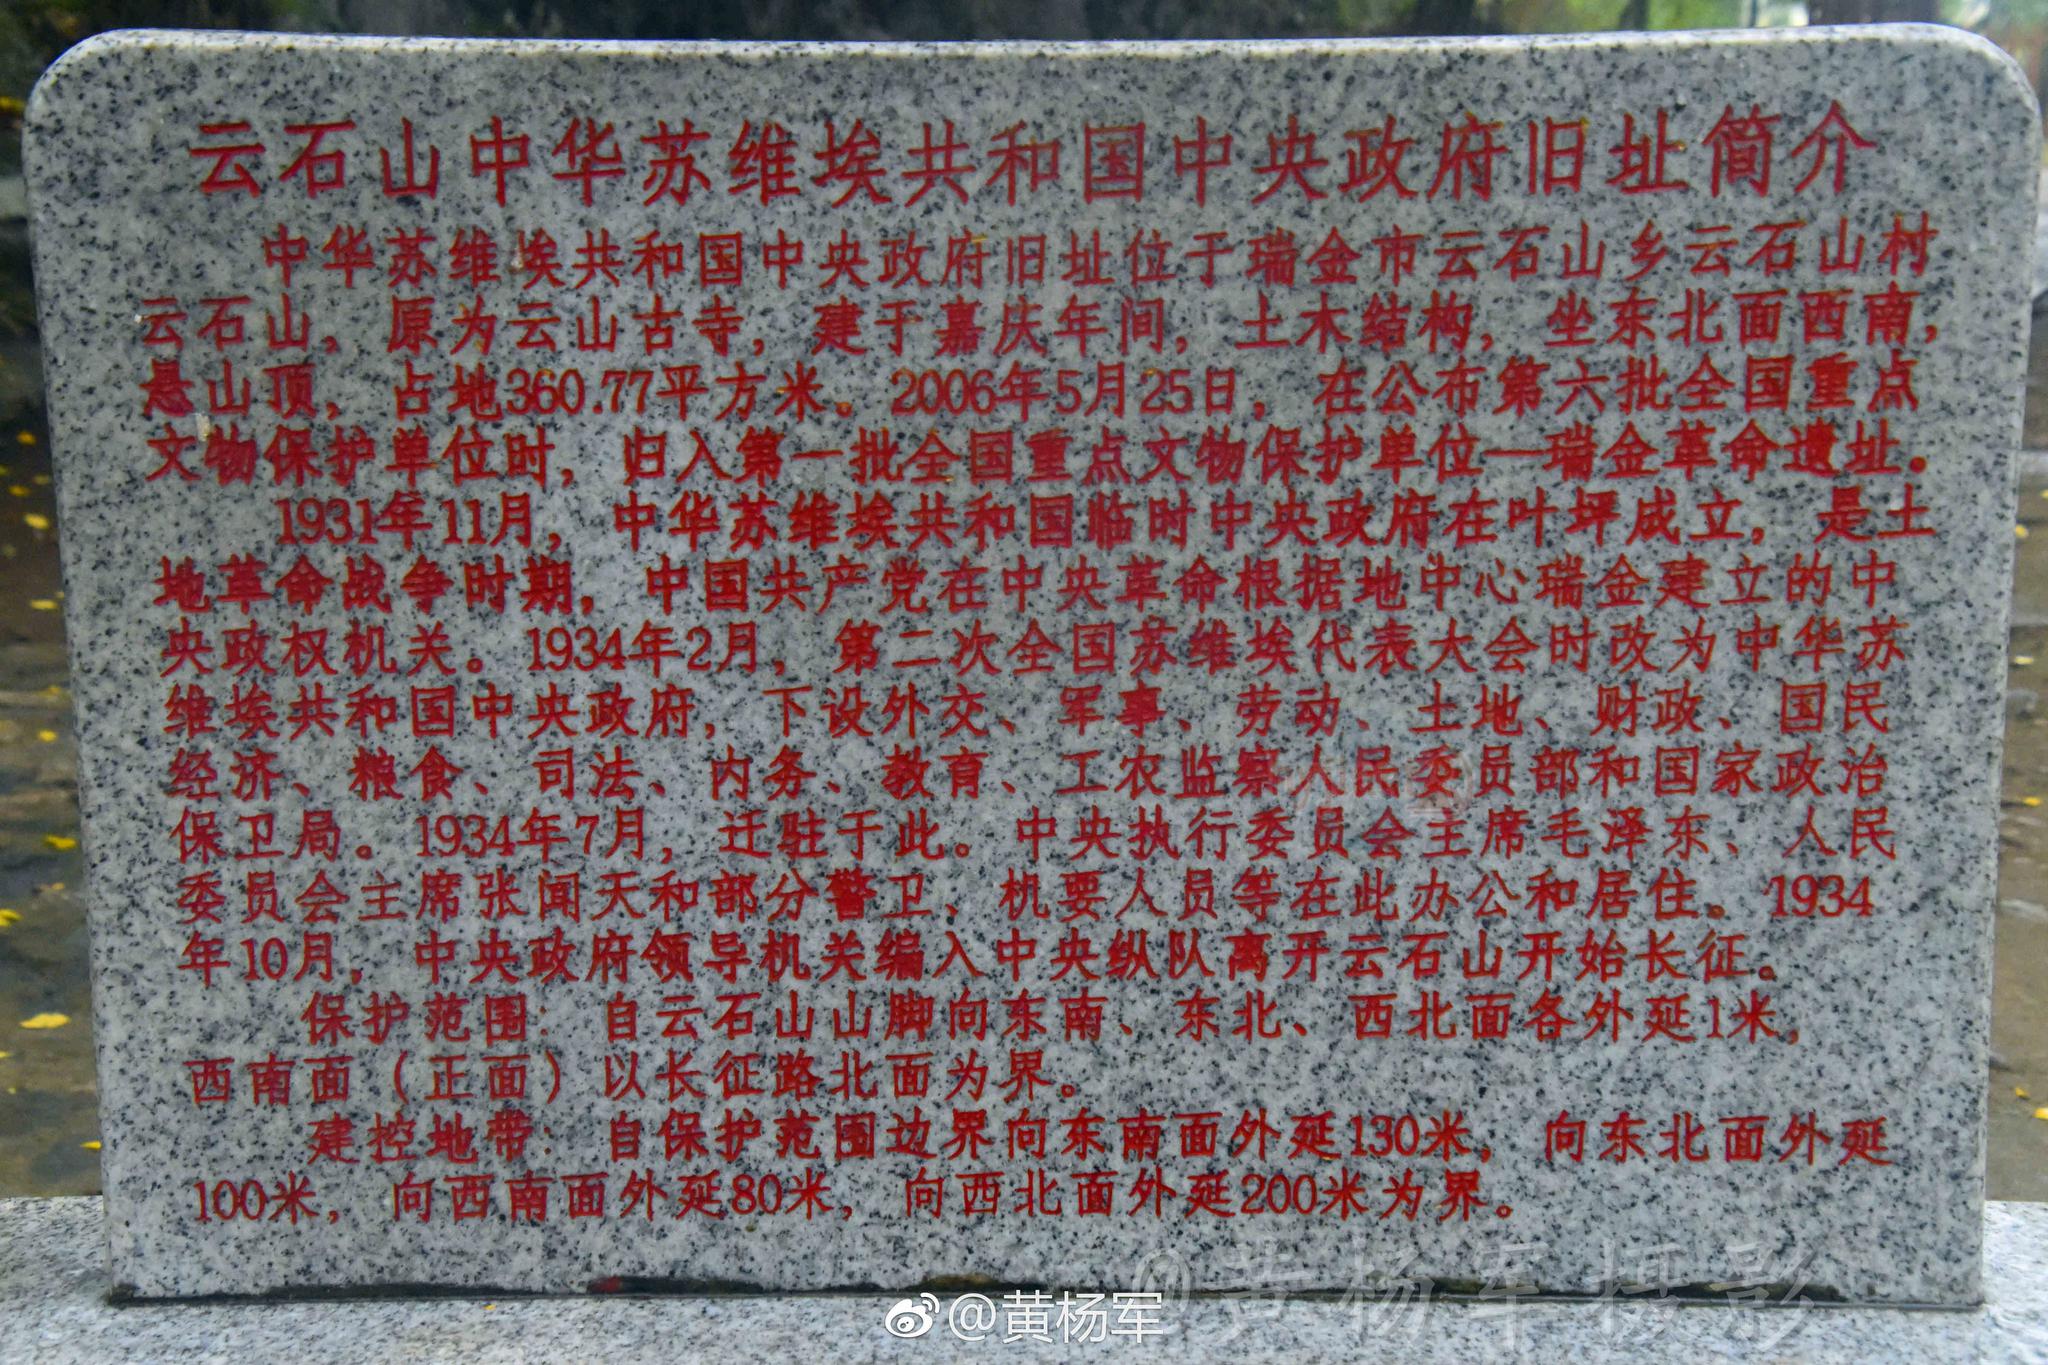 云石山中华苏维埃共和国中央政府旧址简介
中华苏维埃共和国中央政府旧址位于瑞金市云石山乡云石山村
云石山，原为云山古寺，建于嘉庆年间，土木结构，坐东北面西南，
悬山顶，占地360.77平方米。2006年5月25日，在公布第六批全国重点
文物保护单位时，归入第一批全国重点文物保护单位—瑞金革命遗址。
1931年11月，中华苏维埃共和国临时中央政府在叶坪成立，是土
地革命战争时期，中国共产党在中央革命根据地中心瑞金建立的中
央政权机关。1934年2月，第二次全国苏维埃代表大会时改为中华苏
维埃共和国中央政府，下设外交、军事、劳动、土地、财政、国民
经济、粮食、司法、内务、教育、工农监察人民委员部和国家政治
保卫局。1934年7月，迁驻于此。中央执行委员会主席毛泽东、人民
委员会主席张闻天和部分警卫、机要人员等在此办公和居住。1934
年10月，中央政府领导机关编入中央纵队离开云石山开始长征。
保护范围：自云石山山脚向东南、东北、西北面各外延1米，
西南面（正面）以长征路北面为界。
建控地带：自保护范围边界向东南面外延130米，向东北面外延
100米，向西南面外延80米，向西北面外延200米为界。
@黄杨军摄影
@黄杨军